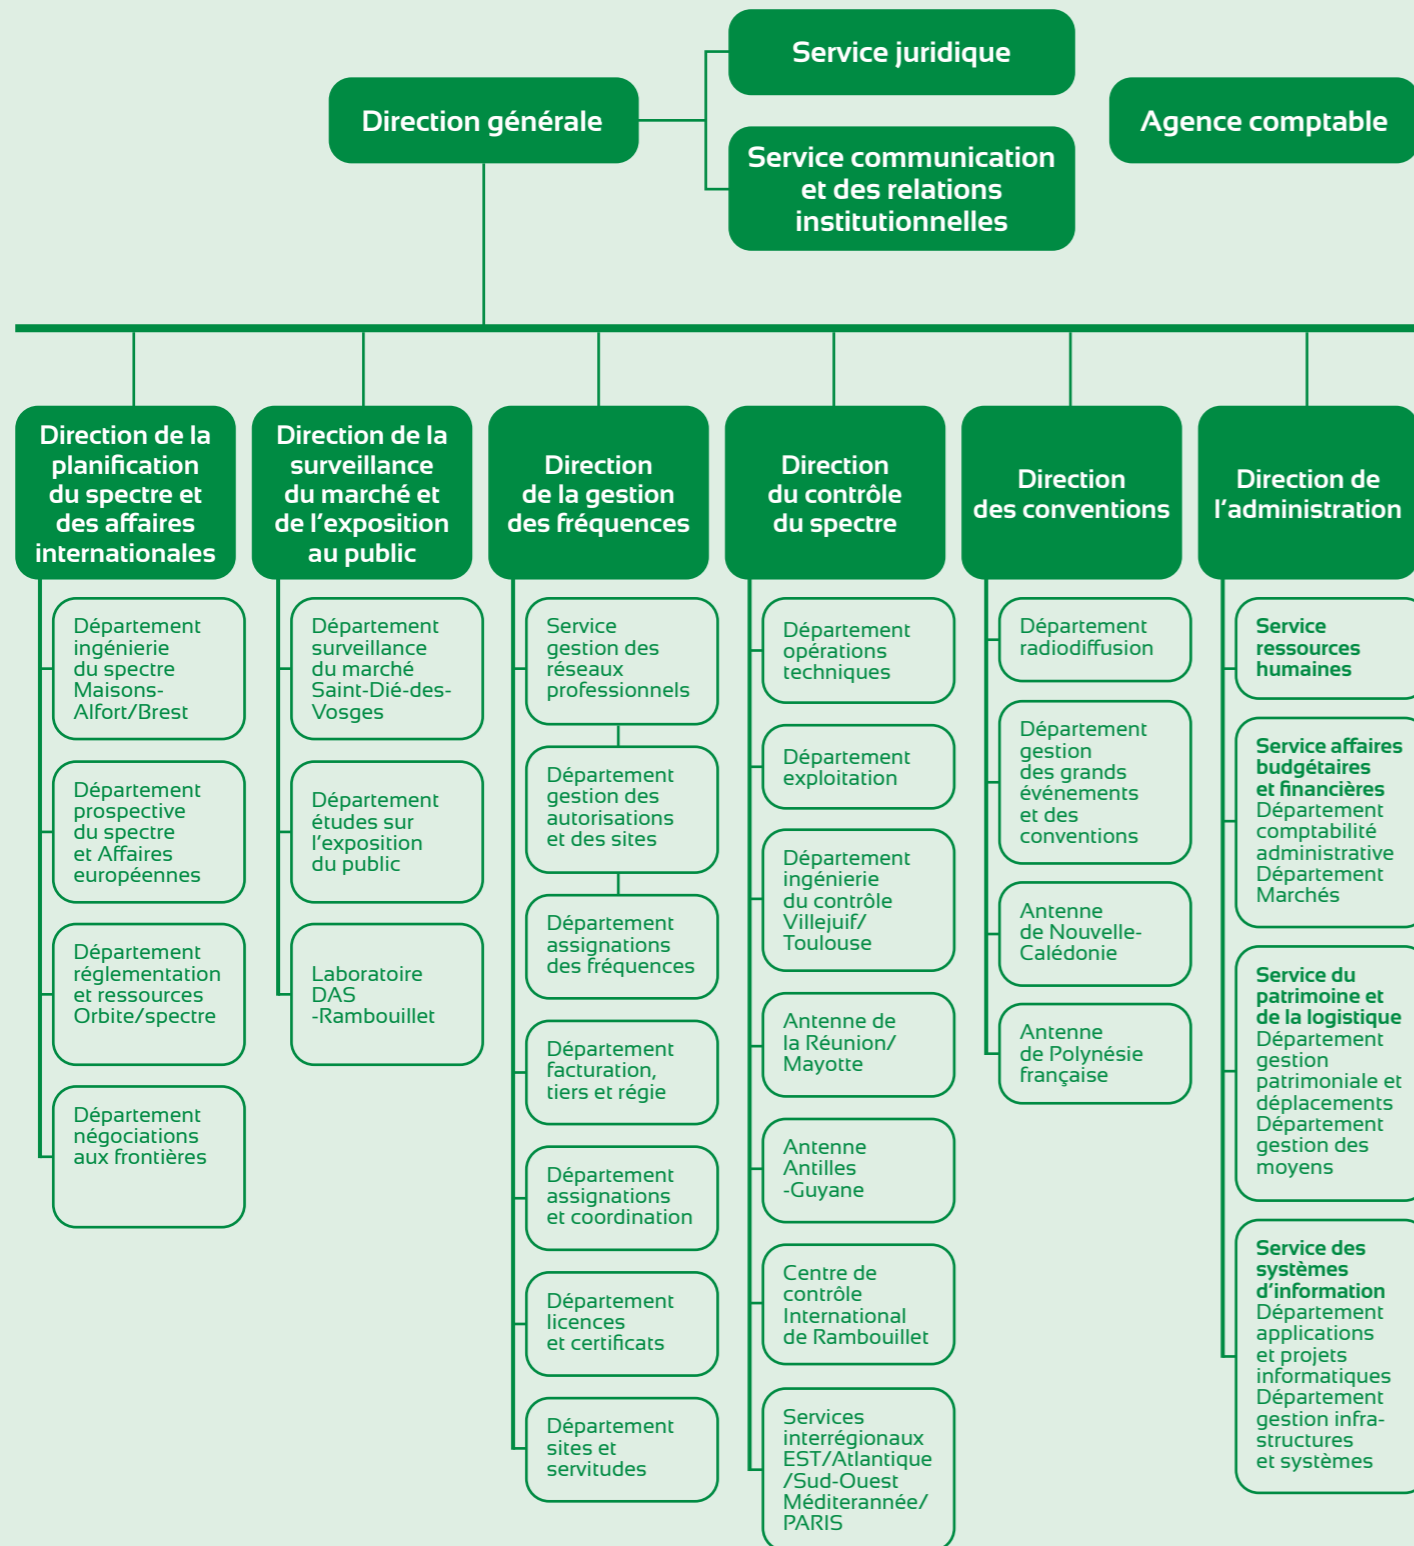 Service juridique
Direction générale
Agence comptable
Service communication
et des relations
institutionnelles
Direction de la
planification
du spectre et
des affaires
internationales
Département
ingénierie
du spectre
Maisons-
Alfort/Brest
Département
prospective
du spectre
et Affaires
européennes
Département
réglementation
et ressources
Orbite/spectre
Département
négociations
aux frontières
Direction de la
surveillance
du marché et
de l'exposition
au public
Département
surveillance
du marché
Saint-Dié-des-
Vosges
Département
études sur
l'exposition
du public
Laboratoire
DAS
-Rambouillet
Direction
de la gestion
des fréquences
Service
gestion des
réseaux
professionnels
Département
gestion des
autorisations
et des sites
Département
assignations
des fréquences
Département
facturation,
tiers et régie
Département
assignations
et coordination
Département
licences
et certificats
Département
sites et
servitudes
Direction
du contrôle
du spectre
Département
opérations
techniques
Département
exploitation
Département
ingénierie
du contrôle
Villejuif/
Toulouse
Antenne de
la Réunion/
Mayotte
Antenne
Antilles
-Guyane
Centre de
contrôle
International
de Rambouillet
Services
interrégionaux
EST/Atlantique
/Sud-Ouest
Méditerannée/
PARIS
Direction
des conventions
Département
radiodiffusion
Département
gestion
des grands
événements
et des
conventions
Antenne
de Nouvelle-
Calédonie
Antenne
de Polynésie
française
Direction de
l'administration
Service
ressources
humaines
Service affaires
budgétaires
et financières
Département
comptabilité
administrative
Département
Marchés
Service du
patrimoine et
de la logistique
Département
gestion
patrimoniale et
déplacements
Département
gestion des
moyens
Service des
systèmes
d'information
Département
applications
et projets
informatiques
Département
gestion infra-
structures
et systèmes